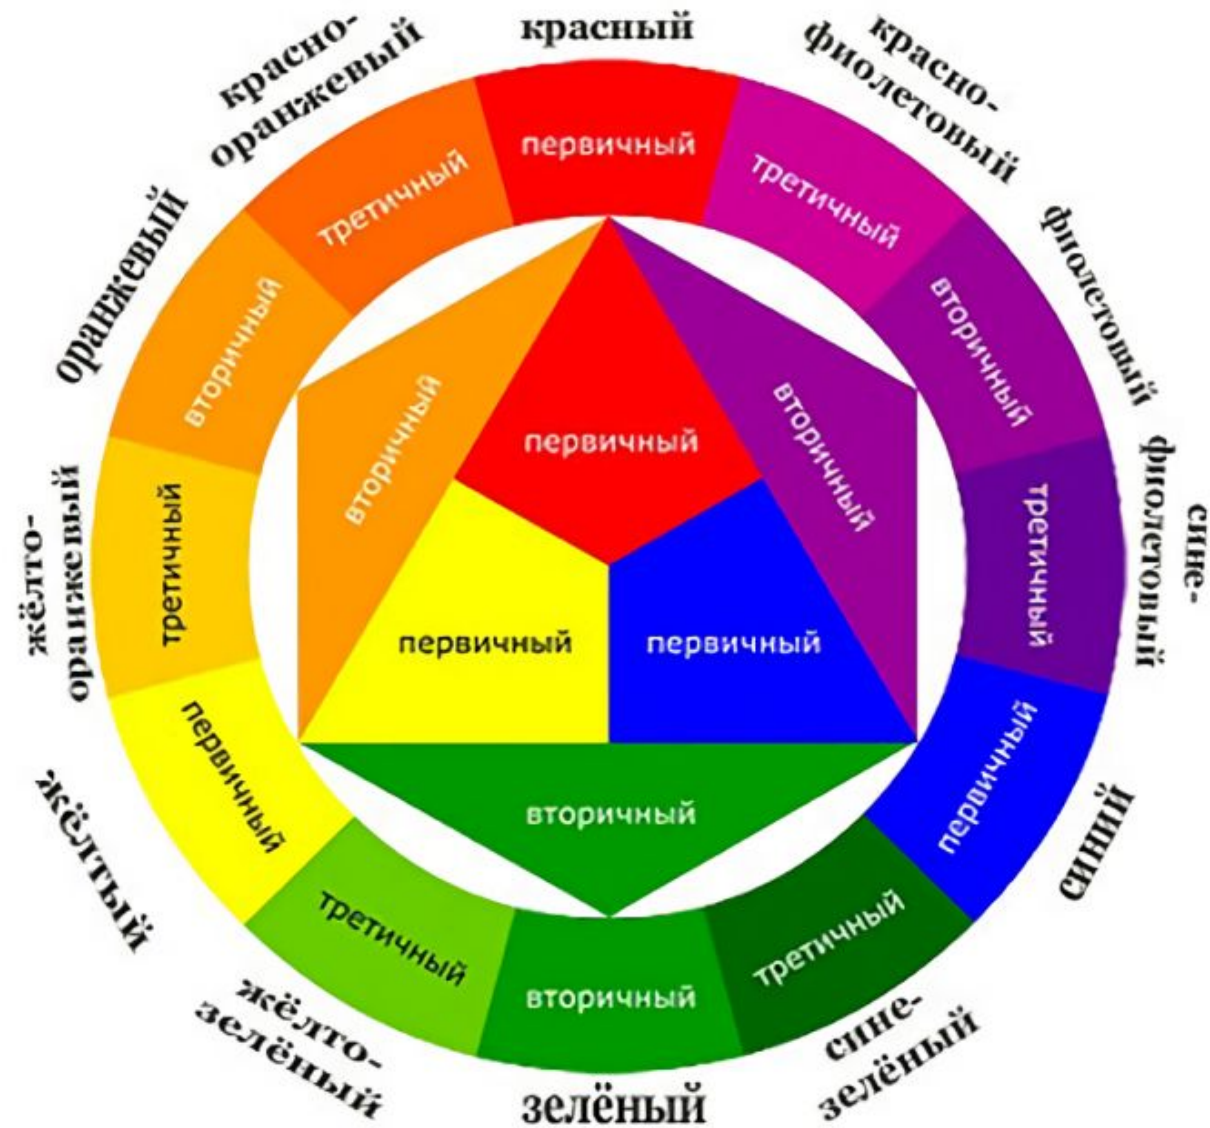 красный
красно-
фиолетовый
фиолетовый
сине-
фиолетовый
синий
сине-
зелёный
зелёный
жёлто-
зелёный
жёлтый
жёлто-
оранжевый
оранжевый
красно-
оранжевый
первичный
третичный
вторичный
третичный
первичный
третичный
вторичный
третичный
первичный
третичный
вторичный
третичный
первичный
вторичный
вторичный
первичный
первичный
вторичный